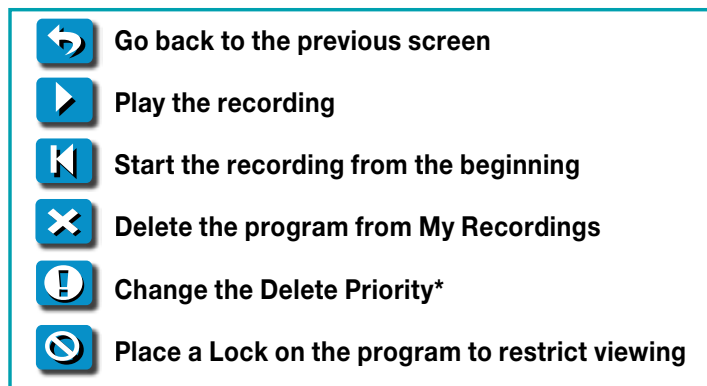 Go back to the previous screen
Play the recording
Start the recording from the beginning
Delete the program from My Recordings
Change the Delete Priority*
Place a Lock on the program to restrict viewing